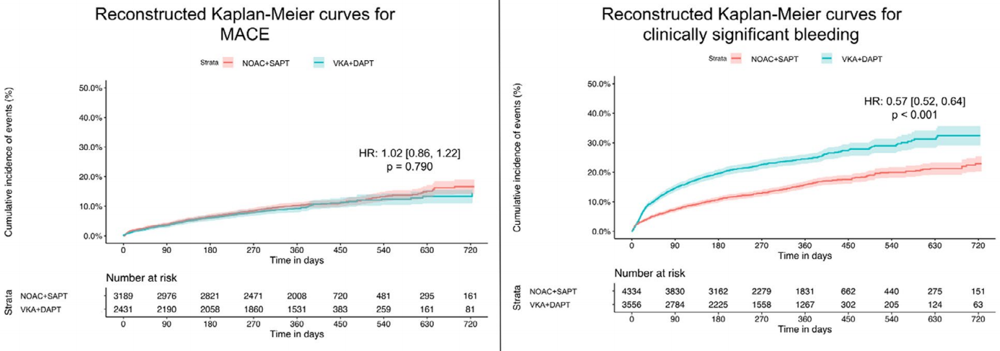 Reconstructed Kaplan-Meier curves for
MACE
Strata NOAC+SAPT VKA+DAPT
Cumulative incidence of events (%)
50.0%
40.0%
30.0%
20.0%
10.0%
0.0%
HR: 1.02 [0.86, 1.22]
p = 0.790
0 90 180 270 360 450 540 630 720
Time in days
Number at risk
Strata
NOAC+SAPT 3189 2976 2821 2471 2008 720 481 295 161
VKA+DAPT 2431 2190 2058 1860 1531 383 259 161 81
0 90 180 270 360 450 540 630 720
Time in days
Reconstructed Kaplan-Meier curves for
clinically significant bleeding
Strata NOAC+SAPT VKA+DAPT
Cumulative incidence of events (%)
50.0%
40.0%
30.0%
20.0%
10.0%
0.0%
HR: 0.57 [0.52, 0.64]
p < 0.001
0 90 180 270 360 450 540 630 720
Time in days
Number at risk
Strata
NOAC+SAPT 4334 3830 3162 2279 1831 662 440 275 151
VKA+DAPT 3556 2784 2225 1558 1267 302 205 124 63
0 90 180 270 360 450 540 630 720
Time in days